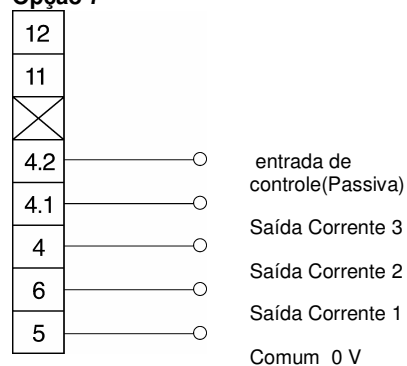 Opção 7
12
11
4.2
entrada de
controle(Passiva)
4.1
Saída Corrente 3
4
Saída Corrente 2
6
Saída Corrente 1
5
Comum 0 V